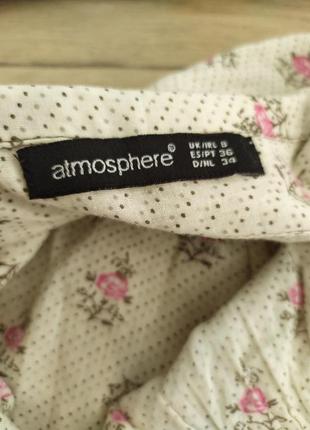 atmosphere®
UK/IRL 8
ES/PT 36
D/NL 34